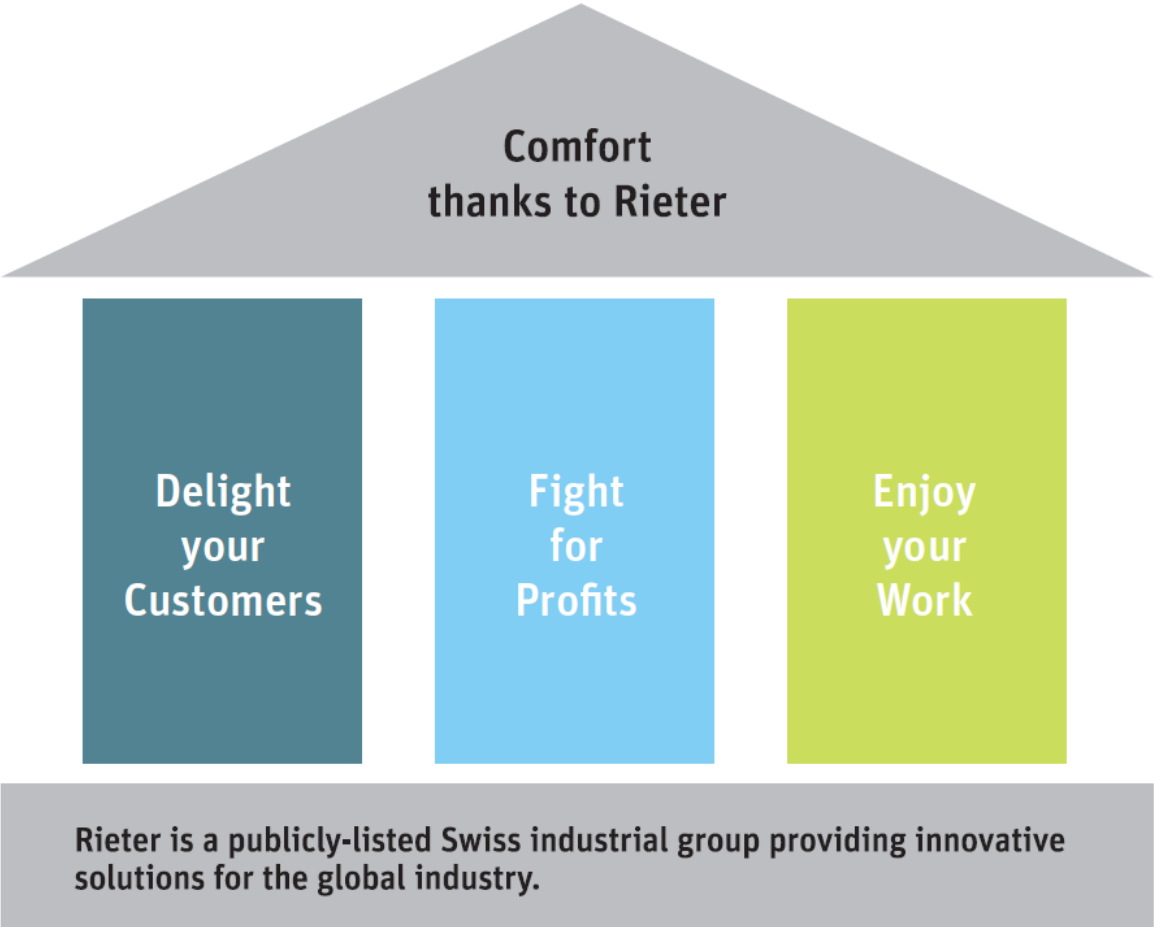 Comfort
thanks to Rieter
Delight
your
Customers
Fight
for
Profits
Enjoy
your
Work
Rieter is a publicly-listed Swiss industrial group providing innovative
solutions for the global industry.